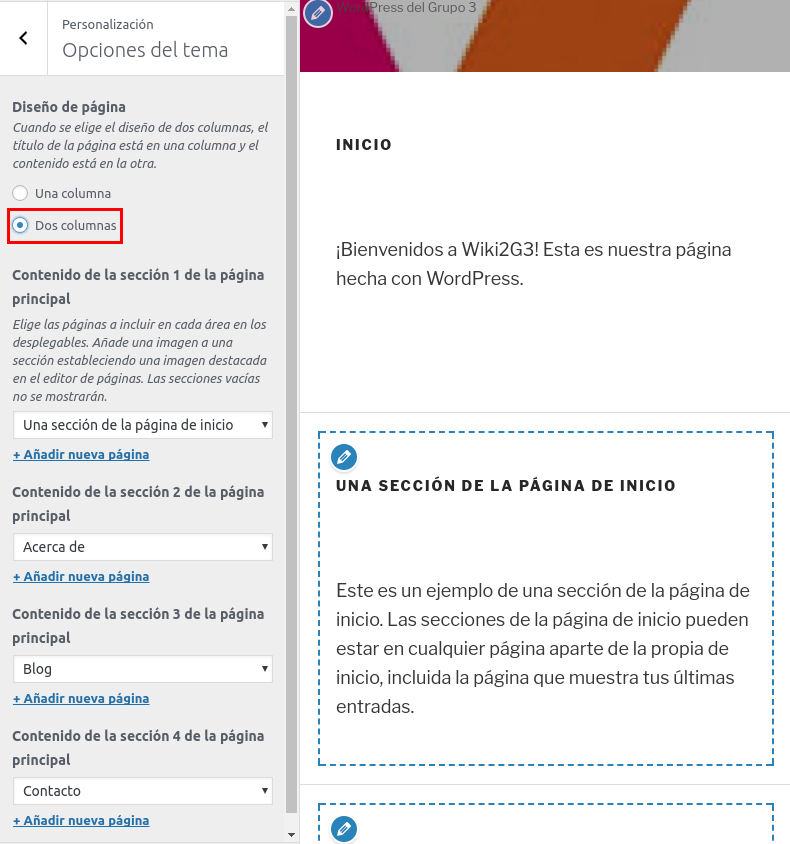 Personalización
Opciones del tema
Diseño de página
Cuando se elige el diseño de dos columnas, el
título de la página está en una columna y el
contenido está en la otra.
Una columna
Dos columnas
Contenido de la sección 1 de la página
principal
Elige las páginas a incluir en cada área en los
desplegables. Añade una imagen a una
sección estableciendo una imagen destacada
en el editor de páginas. Las secciones vacías
no se mostrarán.
Una sección de la página de inicio
+ Añadir nueva página
Contenido de la sección 2 de la página
principal
Acerca de
+ Añadir nueva página
Contenido de la sección 3 de la página
principal
Blog
+ Añadir nueva página
Contenido de la sección 4 de la página
principal
Contacto
+ Añadir nueva página
WordPress del Grupo 3
INICIO
¡Bienvenidos a Wiki2G3! Esta es nuestra página
hecha con WordPress.
UNA SECCIÓN DE LA PÁGINA DE INICIO
Este es un ejemplo de una sección de la página de
inicio. Las secciones de la página de inicio pueden
estar en cualquier página aparte de la propia de
inicio, incluida la página que muestra tus últimas
entradas.